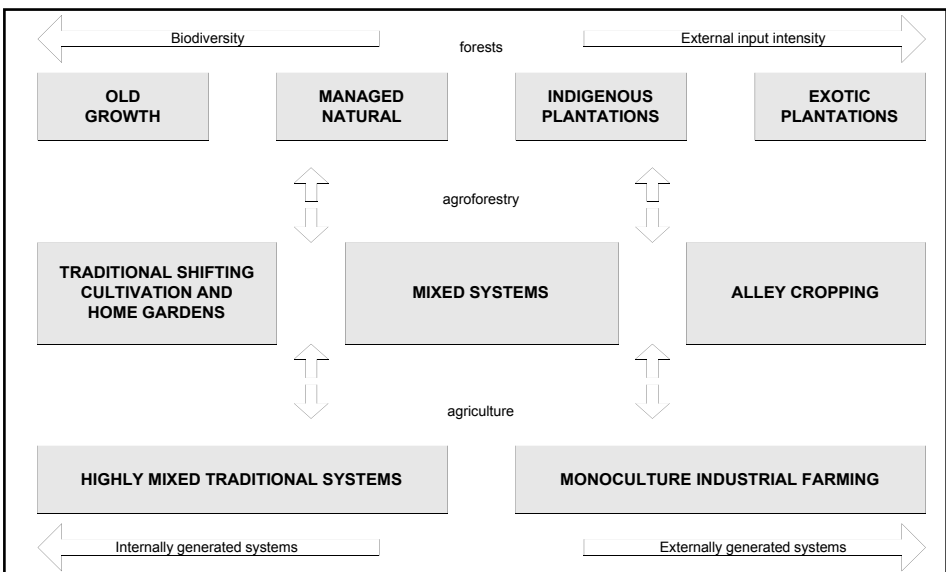 Biodiversity
External input intensity
forests
OLD
GROWTH
MANAGED
NATURAL
INDIGENOUS
PLANTATIONS
EXOTIC
PLANTATIONS
agroforestry
TRADITIONAL SHIFTING
CULTIVATION AND
HOME GARDENS
MIXED SYSTEMS
ALLEY CROPPING
agriculture
HIGHLY MIXED TRADITIONAL SYSTEMS
MONOCULTURE INDUSTRIAL FARMING
Internally generated systems
Externally generated systems